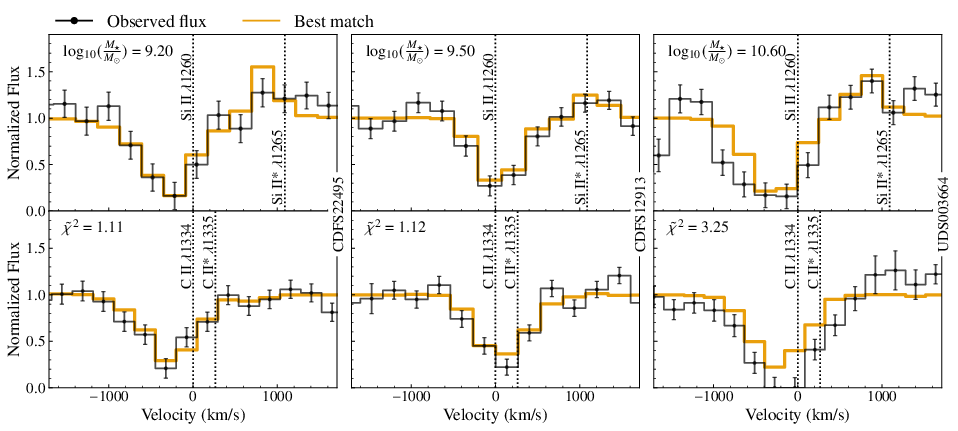 Observed flux Best match
log10(M★/M⊙) = 9.20
log10(M★/M⊙) = 9.50
log10(M★/M⊙) = 10.60
Si II λ1260
Si II* λ1265
Si II λ1260
Si II* λ1265
Si II λ1260
Si II* λ1265
Normalized Flux
1.5
1.0
0.5
0.0
χ̃² = 1.11
χ̃² = 1.12
χ̃² = 3.25
C II λ1334
C II* λ1335
CDFS22495
C II λ1334
C II* λ1335
CDFS12913
C II λ1334
C II* λ1335
UDS003664
Normalized Flux
1.5
1.0
0.5
0.0
−1000 0 1000
−1000 0 1000
−1000 0 1000
Velocity (km/s)
Velocity (km/s)
Velocity (km/s)